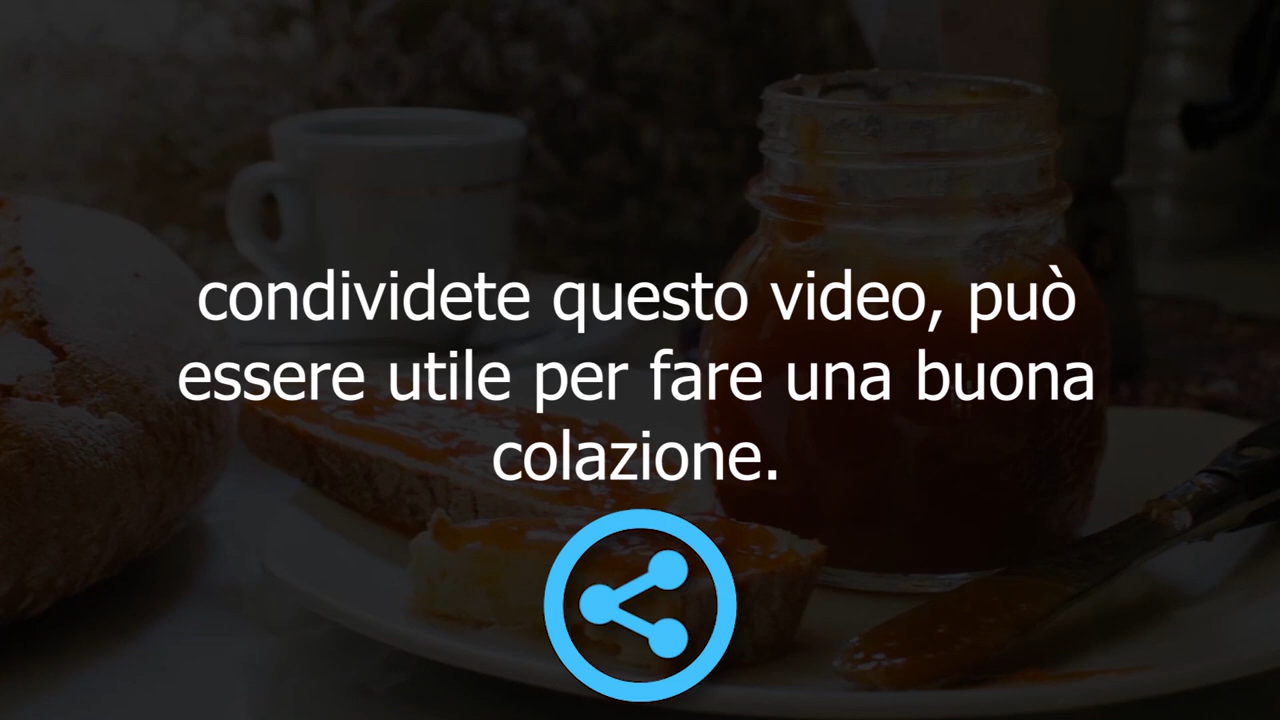 condividete questo video, può
essere utile per fare una buona
colazione.